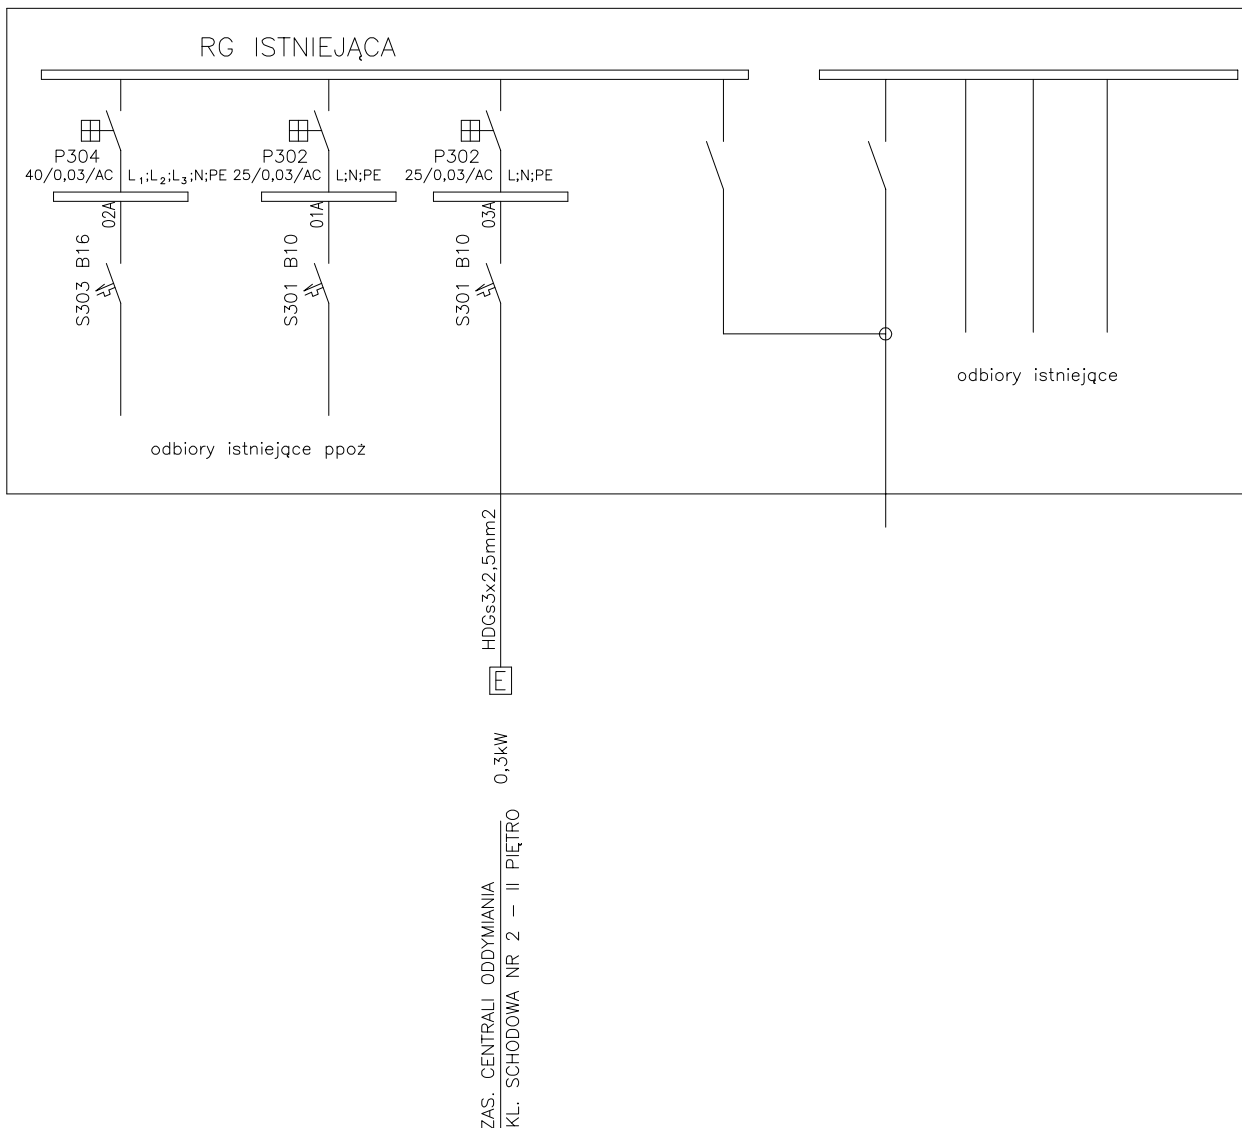 RG ISTNIEJĄCA
P304
40/0,03/AC
L1;L2;L3;N;PE
02A
S303 B16
P302
25/0,03/AC
L;N;PE
01A
S301 B10
P302
25/0,03/AC
L;N;PE
03A
S301 B10
odbiory istniejące
odbiory istniejące ppoż
HDGs3x2,5mm2
E
0,3kW
ZAS. CENTRALI ODDYMIANIA
KL. SCHODOWA NR 2 – II PIĘTRO